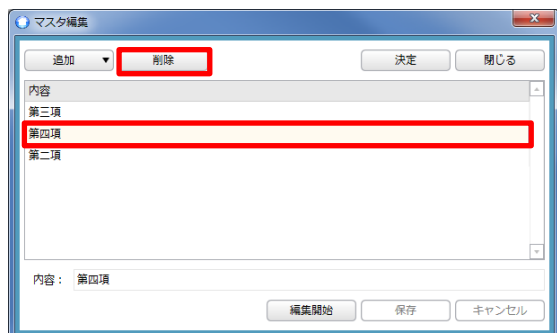 マスタ編集
追加 ▼ 削除 決定 閉じる
内容
第三項
第四項
第二項
内容： 第四項
編集開始 保存 キャンセル